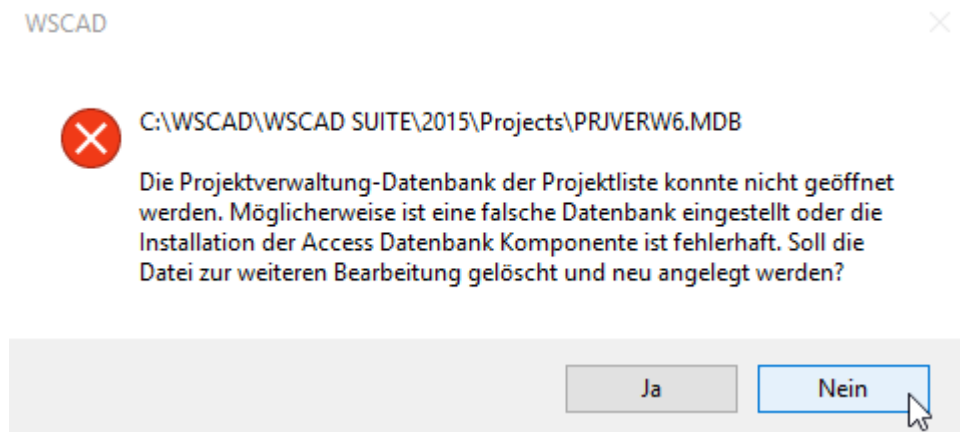 WSCAD
C:\WSCAD\WSCAD SUITE\2015\Projects\PRJVERW6.MDB
Die Projektverwaltung-Datenbank der Projektliste konnte nicht geöffnet
werden. Möglicherweise ist eine falsche Datenbank eingestellt oder die
Installation der Access Datenbank Komponente ist fehlerhaft. Soll die
Datei zur weiteren Bearbeitung gelöscht und neu angelegt werden?
Ja
Nein